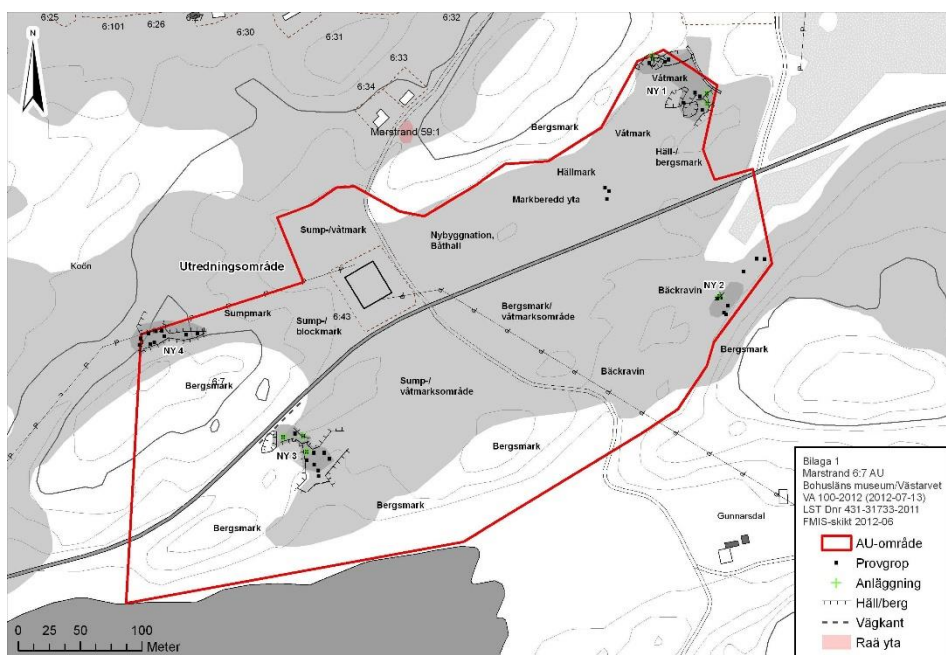 6:25
6:101
6:26
6:27
6:30
6:31
6:32
6:33
6:34
N
Marstrand 59:1
Våtmark
NY 1
Bergsmark
Våtmark
Häll-/
bergsmark
Hällmark
Markberedd yta
Sump-/våtmark
Nybyggnation,
Båthall
Koön
Utredningsområde
Sumpmark
6:43
Sump-/
blockmark
Bergsmark/
våtmarksområde
Bäckravin
NY 2
Bergsmark
NY 4
Bergsmark
6:7
Sump-/
våtmarksområde
Bäckravin
NY 3
Bergsmark
Bergsmark
Bergsmark
Gunnarsdal
Bilaga 1
Marstrand 6:7 AU
Bohusläns museum/Västarvet
VA 100-2012 (2012-07-13)
LST Dnr 431-31733-2011
FMIS-skikt 2012-06
AU-område
Provgrop
Anläggning
Häll/berg
Vägkant
Raä yta
0 25 50 100
Meter